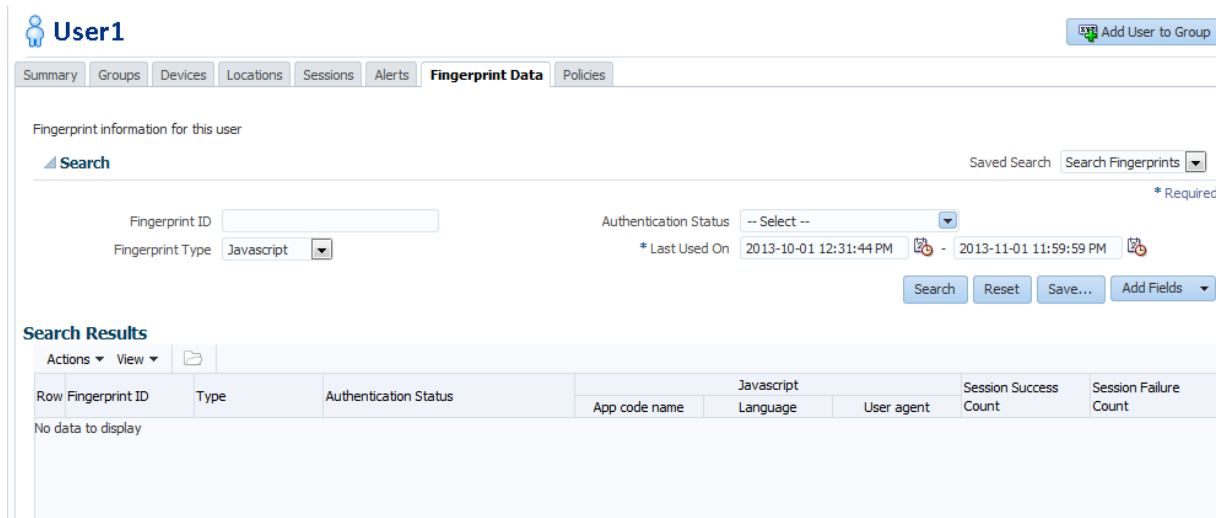 User1
Add User to Group
Summary Groups Devices Locations Sessions Alerts Fingerprint Data Policies
Fingerprint information for this user
Search
Saved Search Search Fingerprints
* Required
Fingerprint ID
Authentication Status -- Select --
Fingerprint Type Javascript
* Last Used On 2013-10-01 12:31:44 PM - 2013-11-01 11:59:59 PM
Search Reset Save... Add Fields
Search Results
Actions View
Row Fingerprint ID Type Authentication Status Javascript Session Success Count Session Failure Count
App code name Language User agent
No data to display